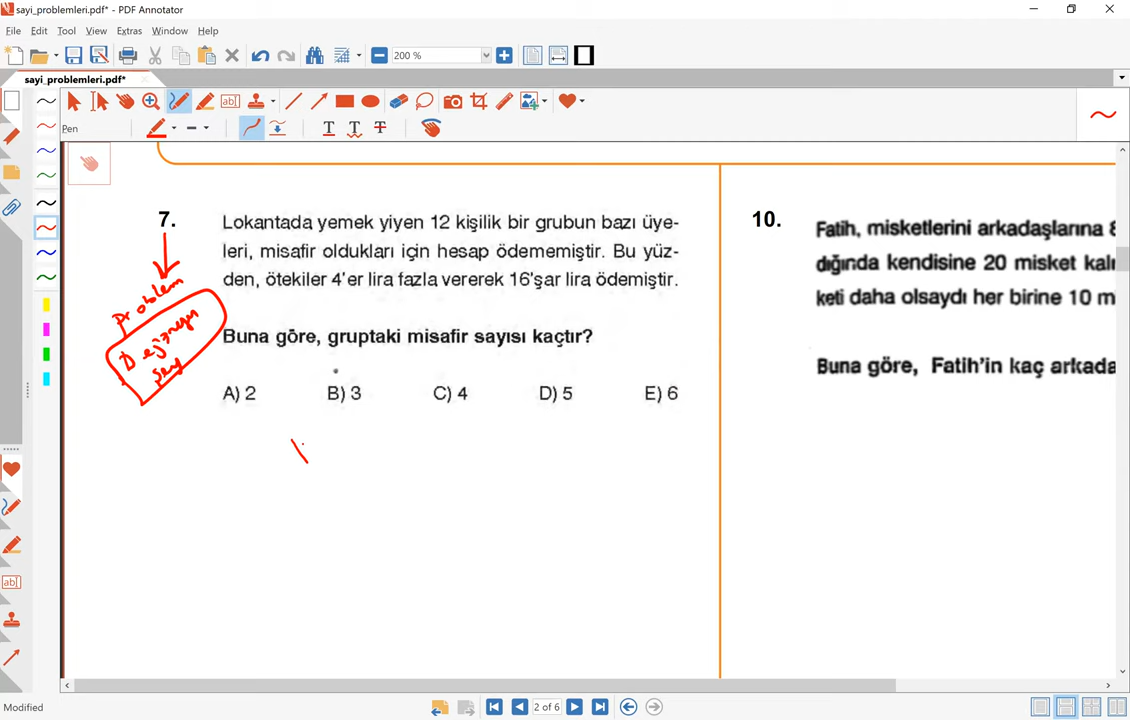 sayi_problemleri.pdf* - PDF Annotator
File Edit Tool View Extras Window Help
200 %
sayi_problemleri.pdf*
Pen
7.
Lokantada yemek yiyen 12 kişilik bir grubun bazı üye-
leri, misafir oldukları için hesap ödememiştir. Bu yüz-
den, ötekiler 4'er lira fazla vererek 16'şar lira ödemiştir.
Problem
Buna göre, gruptaki misafir sayısı kaçtır?
A) 2 B) 3 C) 4 D) 5 E) 6
10.
Fatih, misketlerini arkadaşlarına 8
dığında kendisine 20 misket kalı
keti daha olsaydı her birine 10 m
Buna göre, Fatih'in kaç arkada
Modified
2 of 6